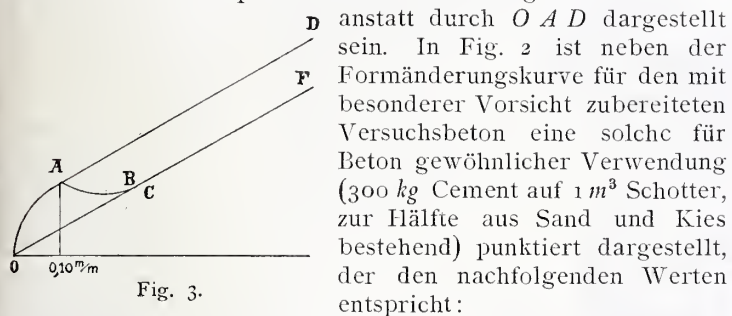 anstatt durch O A D dargestellt
sein. In Fig. 2 ist neben der
Formänderungskurve für den mit
besonderer Vorsicht zubereiteten
Versuchsbeton eine solche für
Beton gewöhnlicher Verwendung
(300 kg Cement auf 1 m³ Schotter,
zur Hälfte aus Sand und Kies
bestehend) punktiert dargestellt,
der den nachfolgenden Werten
entspricht:
D
F
A
B
C
0
0,10 m/m
Fig. 3.